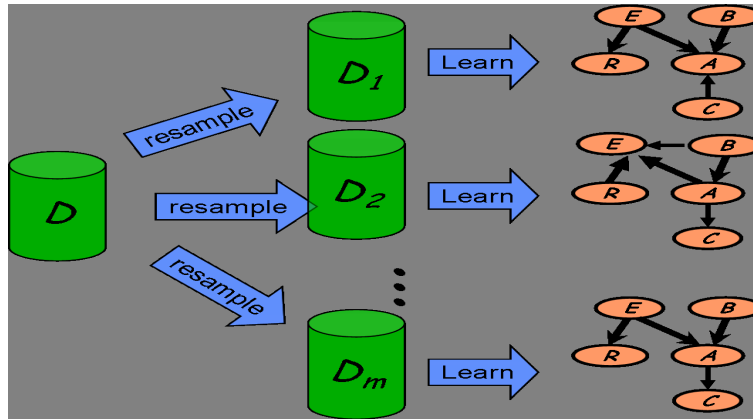 E B
D1 Learn R A
resample
C
E B
D resample D2 Learn R A
resample
C
E B
Dm Learn R A
C